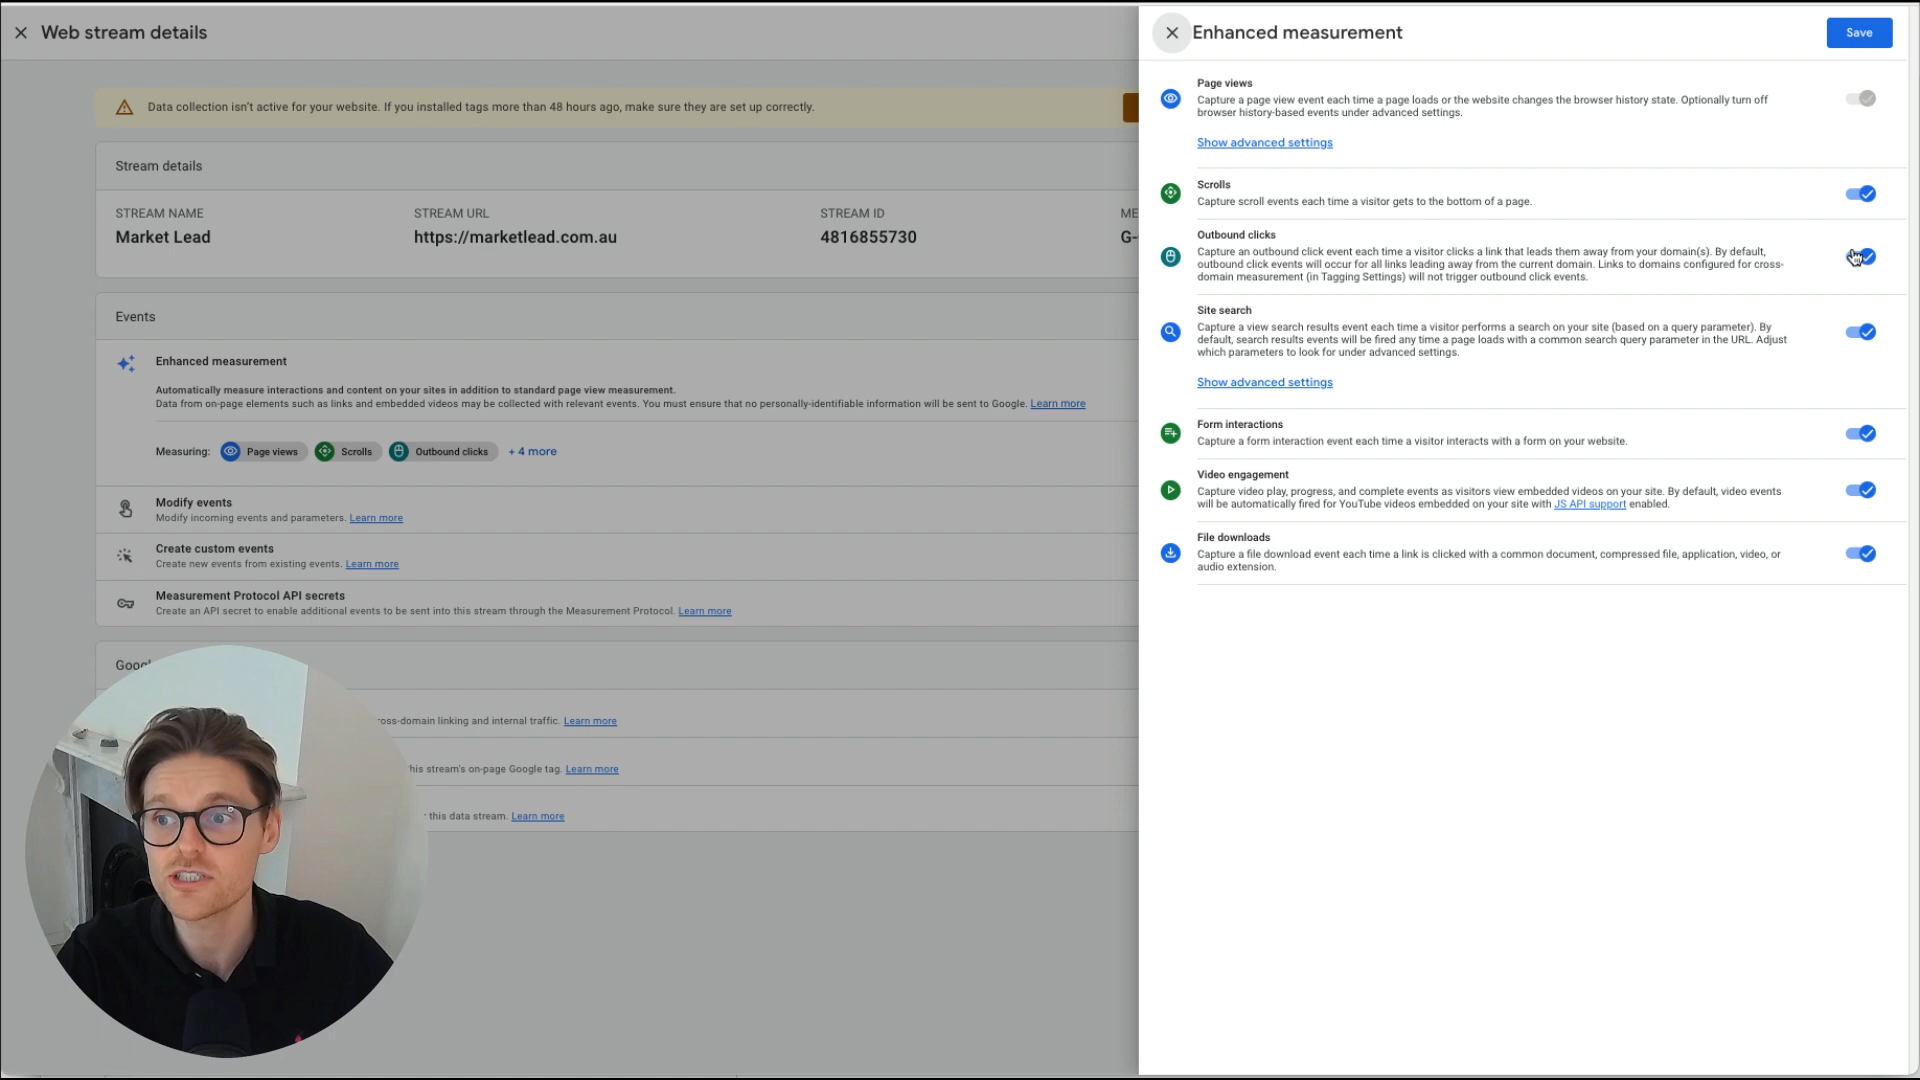 Web stream details
Data collection isn't active for your website. If you installed tags more than 48 hours ago, make sure they are set up correctly.
Stream details
STREAM NAME
Market Lead
STREAM URL
https://marketlead.com.au
STREAM ID
4816855730
ME
G-
Events
Enhanced measurement
Automatically measure interactions and content on your sites in addition to standard page view measurement.
Data from on-page elements such as links and embedded videos may be collected with relevant events. You must ensure that no personally-identifiable information will be sent to Google. Learn more
Measuring: Page views Scrolls Outbound clicks + 4 more
Modify events
Modify incoming events and parameters. Learn more
Create custom events
Create new events from existing events. Learn more
Measurement Protocol API secrets
Create an API secret to enable additional events to be sent into this stream through the Measurement Protocol. Learn more
Goog
ross-domain linking and internal traffic. Learn more
his stream's on-page Google tag. Learn more
this data stream. Learn more
Enhanced measurement
Save
Page views
Capture a page view event each time a page loads or the website changes the browser history state. Optionally turn off
browser history-based events under advanced settings.
Show advanced settings
Scrolls
Capture scroll events each time a visitor gets to the bottom of a page.
Outbound clicks
Capture an outbound click event each time a visitor clicks a link that leads them away from your domain(s). By default,
outbound click events will occur for all links leading away from the current domain. Links to domains configured for cross-
domain measurement (in Tagging Settings) will not trigger outbound click events.
Site search
Capture a view search results event each time a visitor performs a search on your site (based on a query parameter). By
default, search results events will be fired any time a page loads with a common search query parameter in the URL. Adjust
which parameters to look for under advanced settings.
Show advanced settings
Form interactions
Capture a form interaction event each time a visitor interacts with a form on your website.
Video engagement
Capture video play, progress, and complete events as visitors view embedded videos on your site. By default, video events
will be automatically fired for YouTube videos embedded on your site with JS API support enabled.
File downloads
Capture a file download event each time a link is clicked with a common document, compressed file, application, video, or
audio extension.